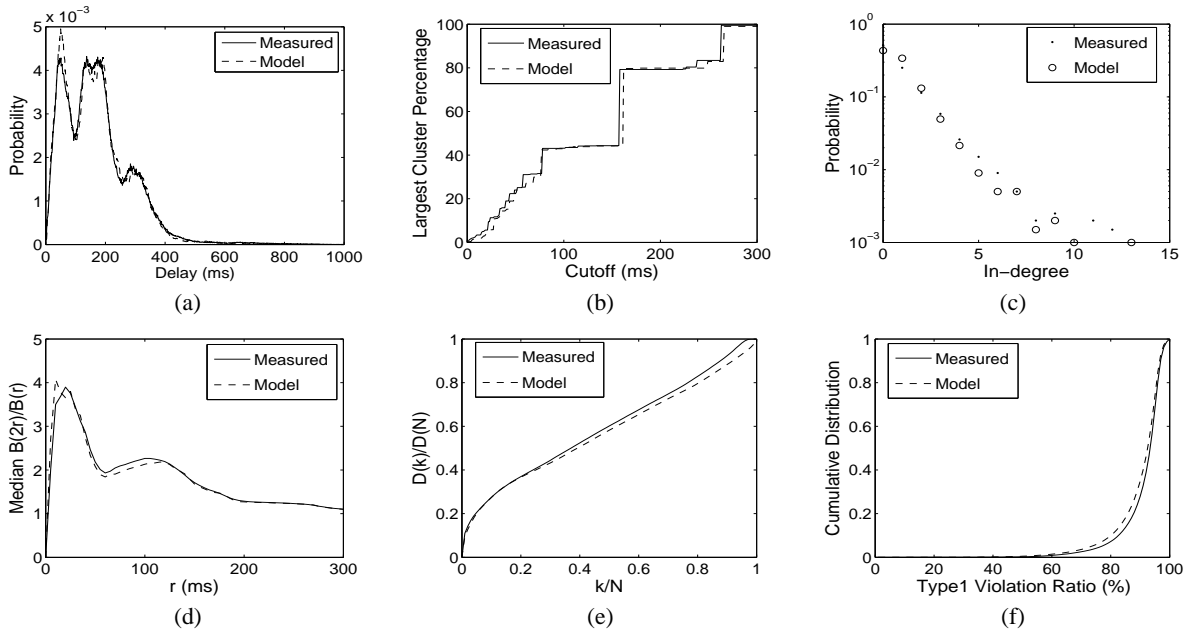 x 10⁻³
5
4
3
2
1
0
0 200 400 600 800 1000
Probability
Delay (ms)
Measured
Model
(a)
100
80
60
40
20
0
0 100 200 300
Largest Cluster Percentage
Cutoff (ms)
Measured
Model
(b)
10⁰
10⁻¹
10⁻²
10⁻³
0 5 10 15
Probability
In−degree
Measured
Model
(c)
5
4
3
2
1
0
0 100 200 300
Median B(2r)/B(r)
r (ms)
Measured
Model
(d)
1
0.8
0.6
0.4
0.2
0
0 0.2 0.4 0.6 0.8 1
D(k)/D(N)
k/N
Measured
Model
(e)
1
0.8
0.6
0.4
0.2
0
0 20 40 60 80 100
Cumulative Distribution
Type1 Violation Ratio (%)
Measured
Model
(f)